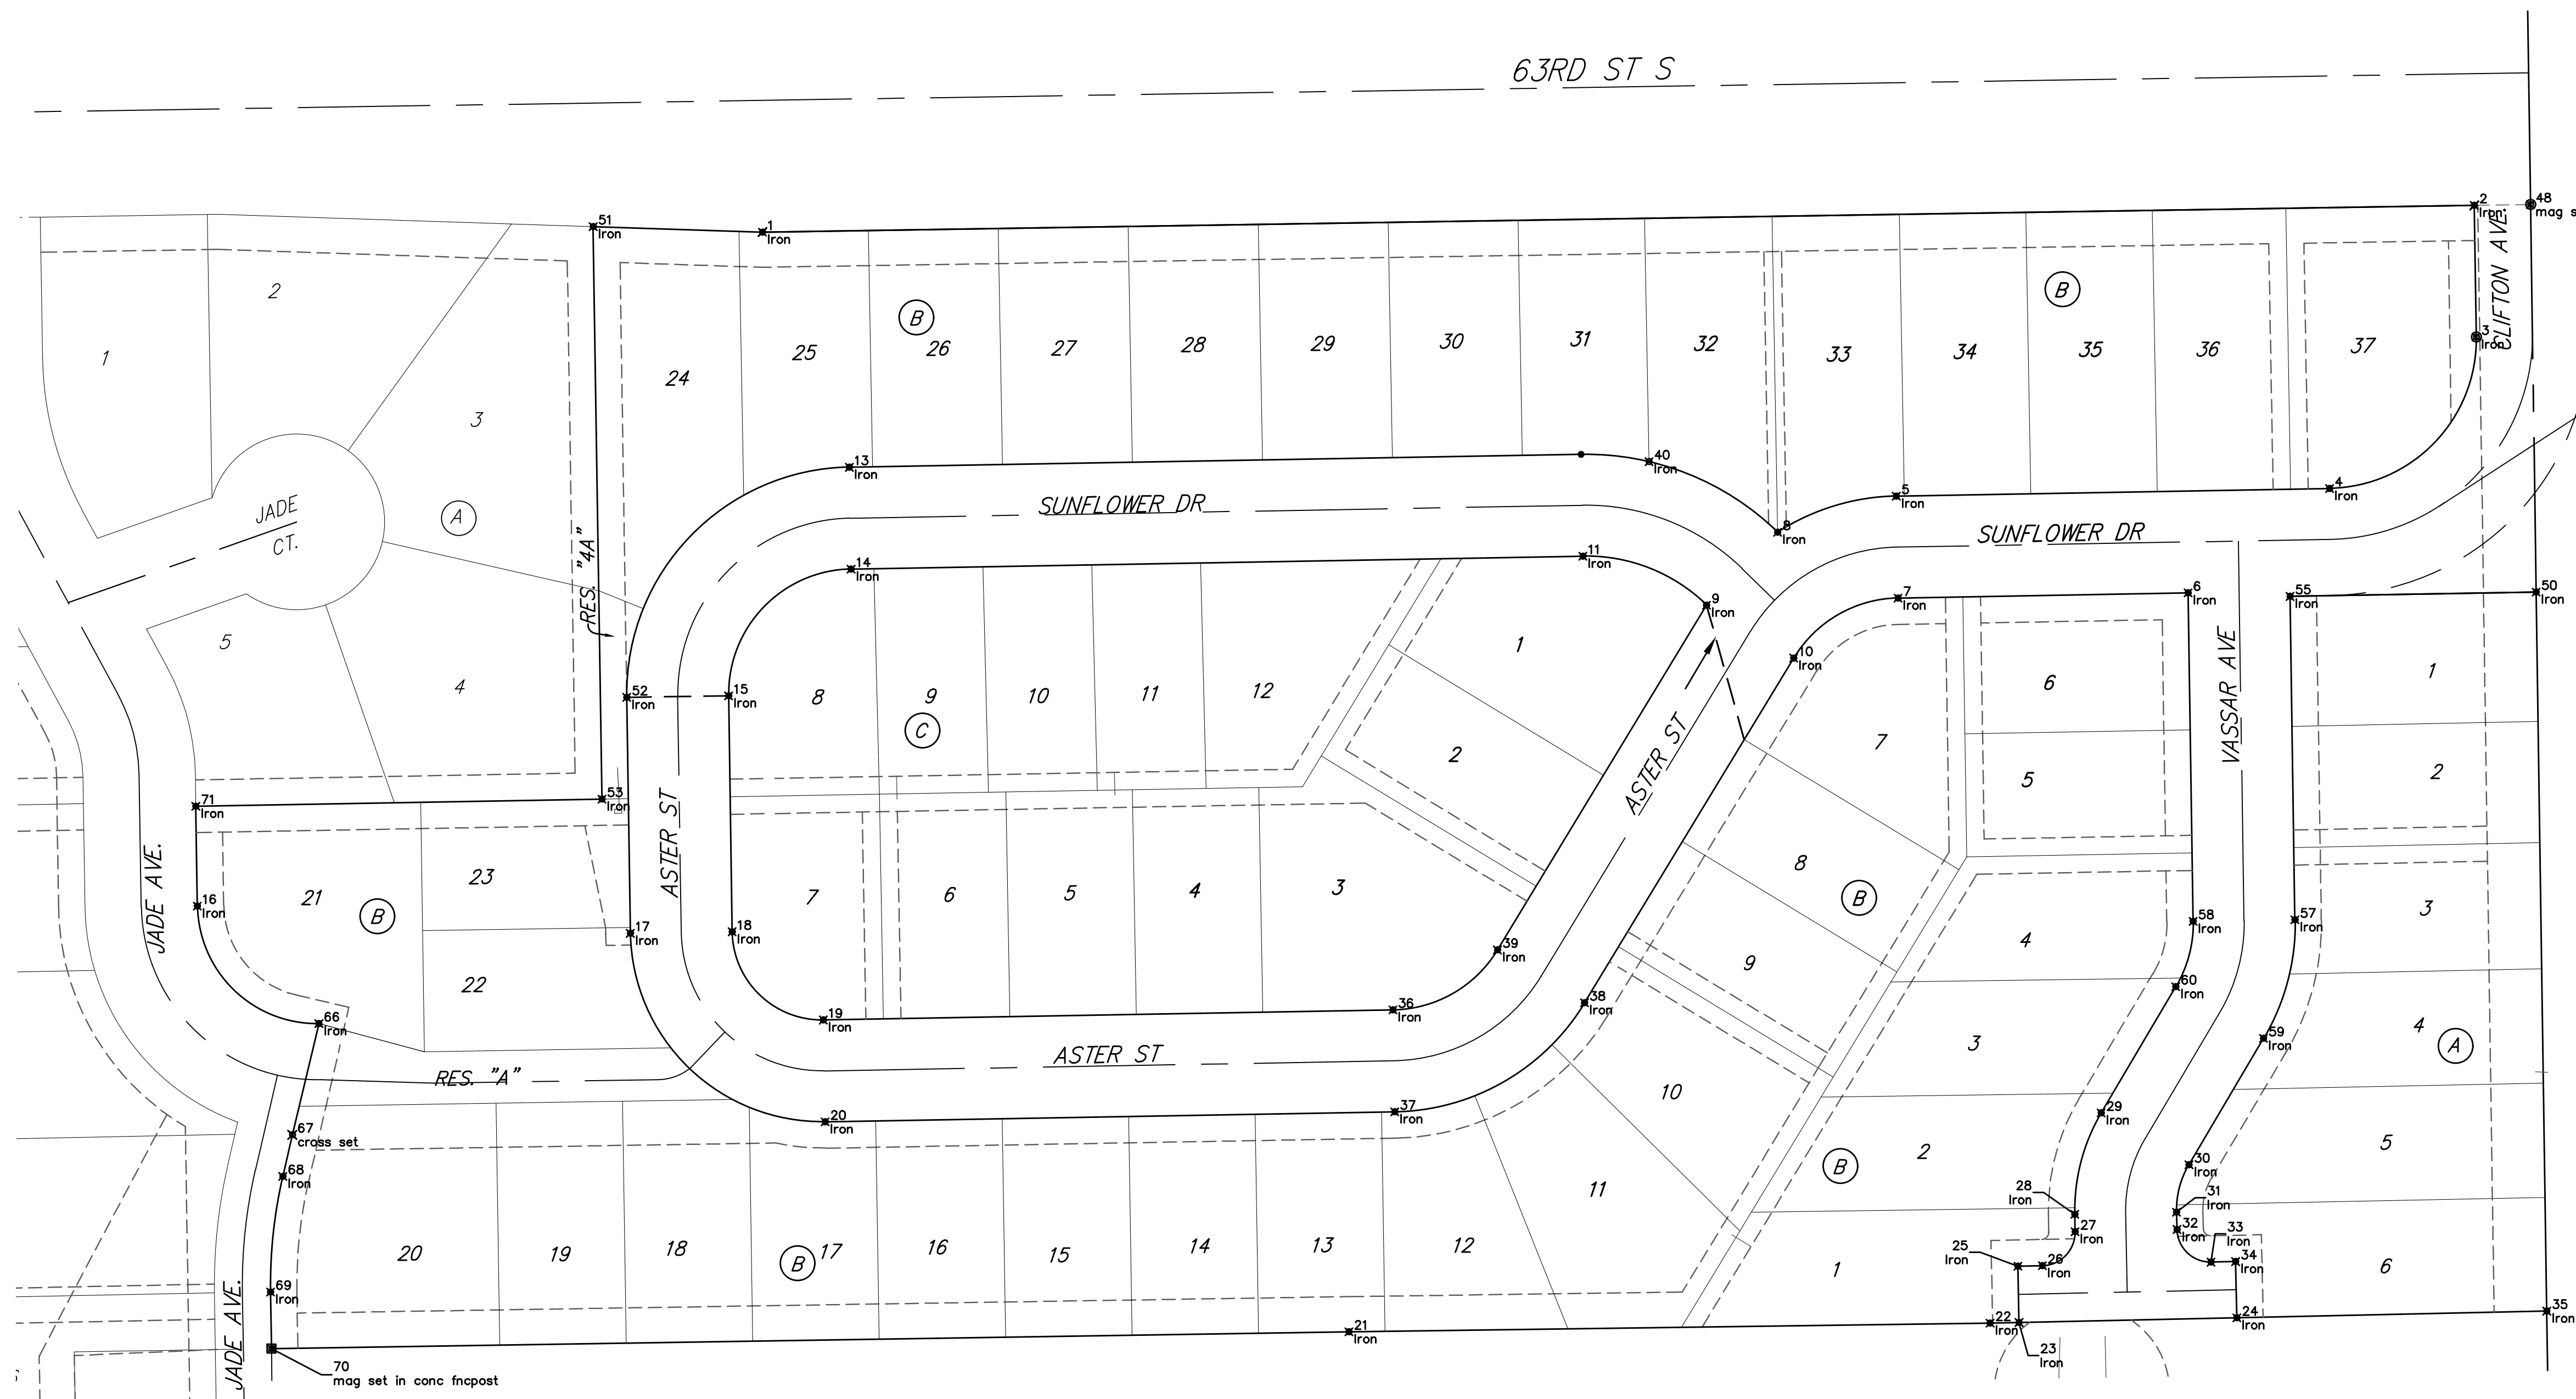 63RD ST S
51
Iron
1
Iron
2
Iron
48
mag s
CLIFTON AVE
3
Iron
1
2
3
JADE
CT.
A
4
5
RES. "4A"
B
24
25
26
27
28
29
30
31
32
33
34
B
35
36
37
13
Iron
40
Iron
8
Iron
5
Iron
4
Iron
SUNFLOWER DR
SUNFLOWER DR
14
Iron
11
Iron
9
Iron
7
Iron
6
Iron
55
Iron
50
Iron
10
Iron
52
Iron
15
Iron
8
9
10
11
12
C
1
2
ASTER ST
7
6
5
VASSAR AVE
1
2
71
Iron
53
Iron
JADE AVE.
16
Iron
21
B
23
22
ASTER ST
17
Iron
18
Iron
7
6
5
4
3
39
Iron
38
Iron
8
B
9
4
58
Iron
57
Iron
3
60
Iron
59
Iron
4
A
66
Iron
19
Iron
36
Iron
RES. "A"
ASTER ST
20
Iron
37
Iron
10
3
29
Iron
67
cross set
68
Iron
11
B
2
30
Iron
5
28
Iron
31
Iron
27
Iron
32
Iron
33
Iron
25
Iron
26
Iron
34
Iron
20
19
18
B
17
16
15
14
13
12
1
6
69
Iron
JADE AVE.
21
Iron
22
Iron
23
Iron
24
Iron
35
Iron
70
mag set in conc fncpost